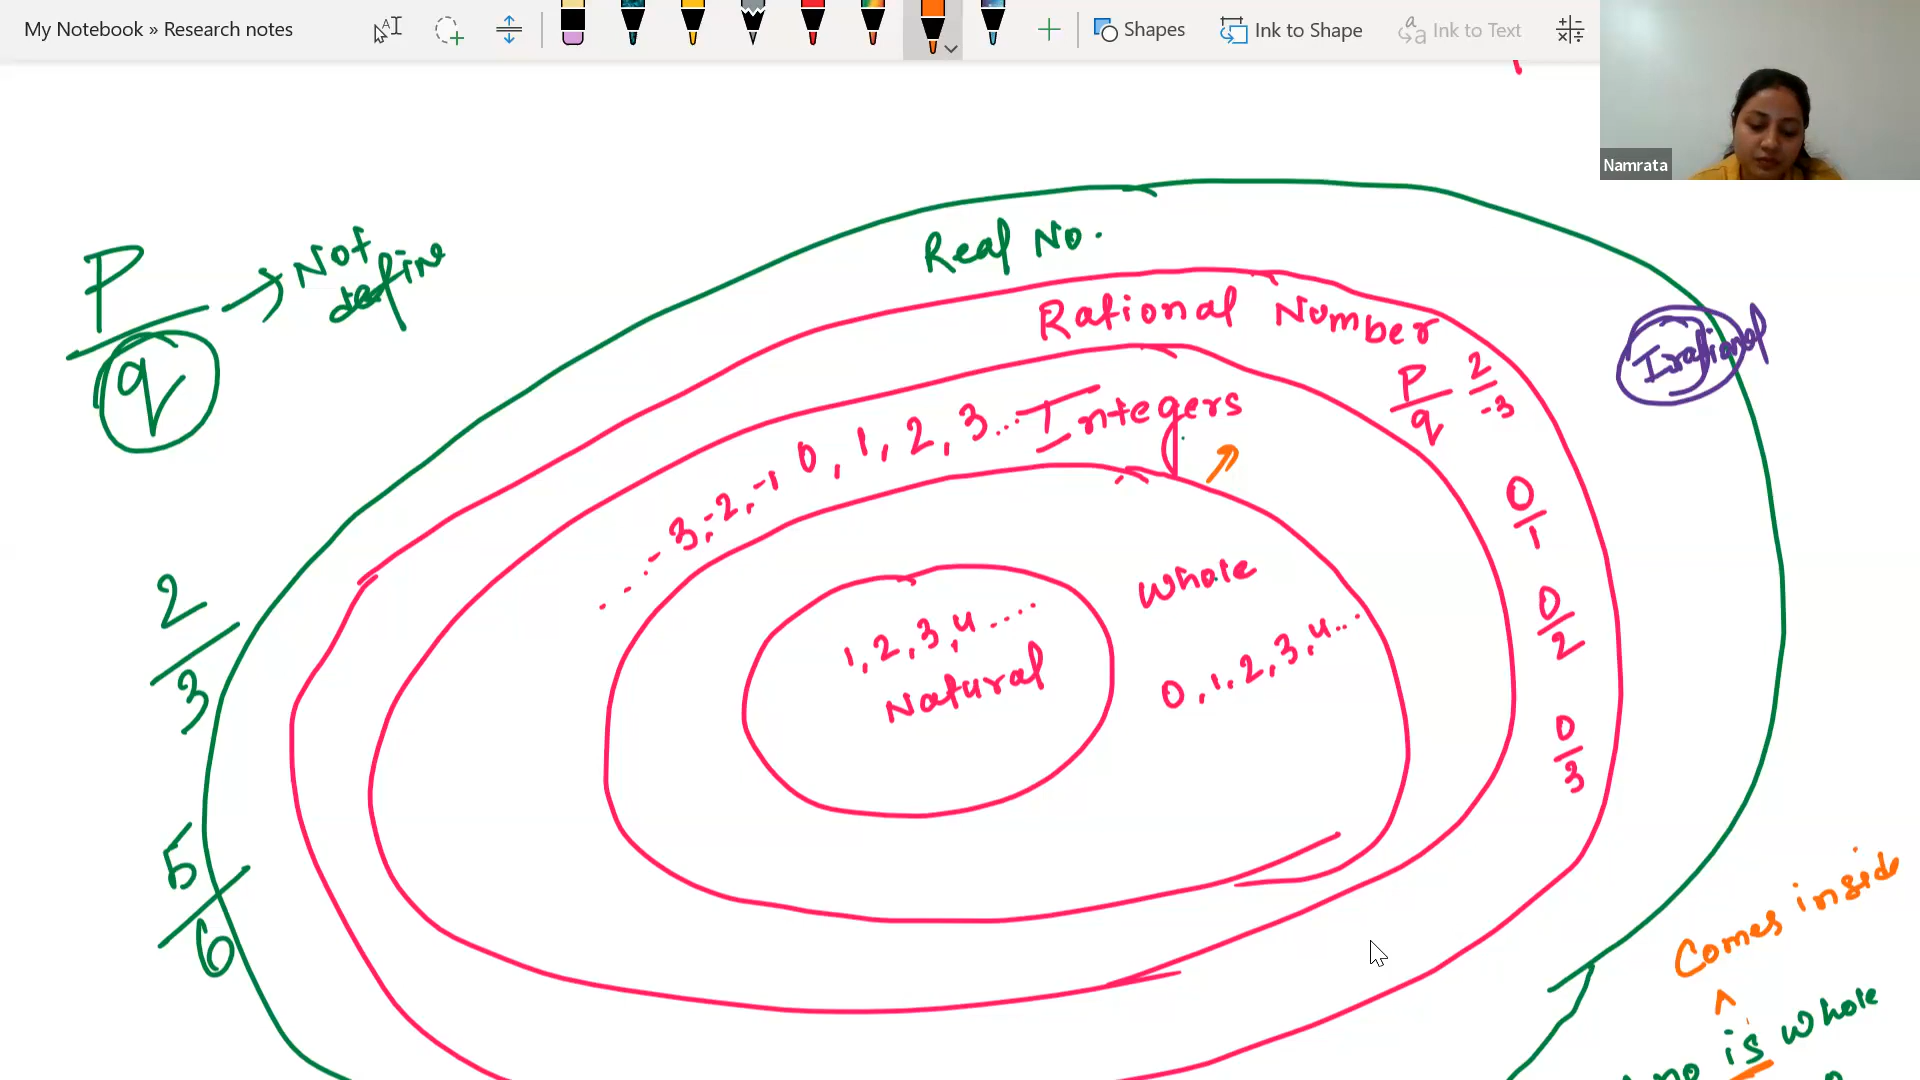 My Notebook » Research notes
Shapes
Ink to Shape
Ink to Text
Namrata
Real No.
P/q → Not define
Rational Number
P/q 2/-3
Irational
... -3, -2, -1, 0, 1, 2, 3... Integers
0/1
Whole
0/2
2/3
1, 2, 3, 4 ....
0, 1, 2, 3, 4...
Natural
0/3
5/6
Comes inside
^
no is whole